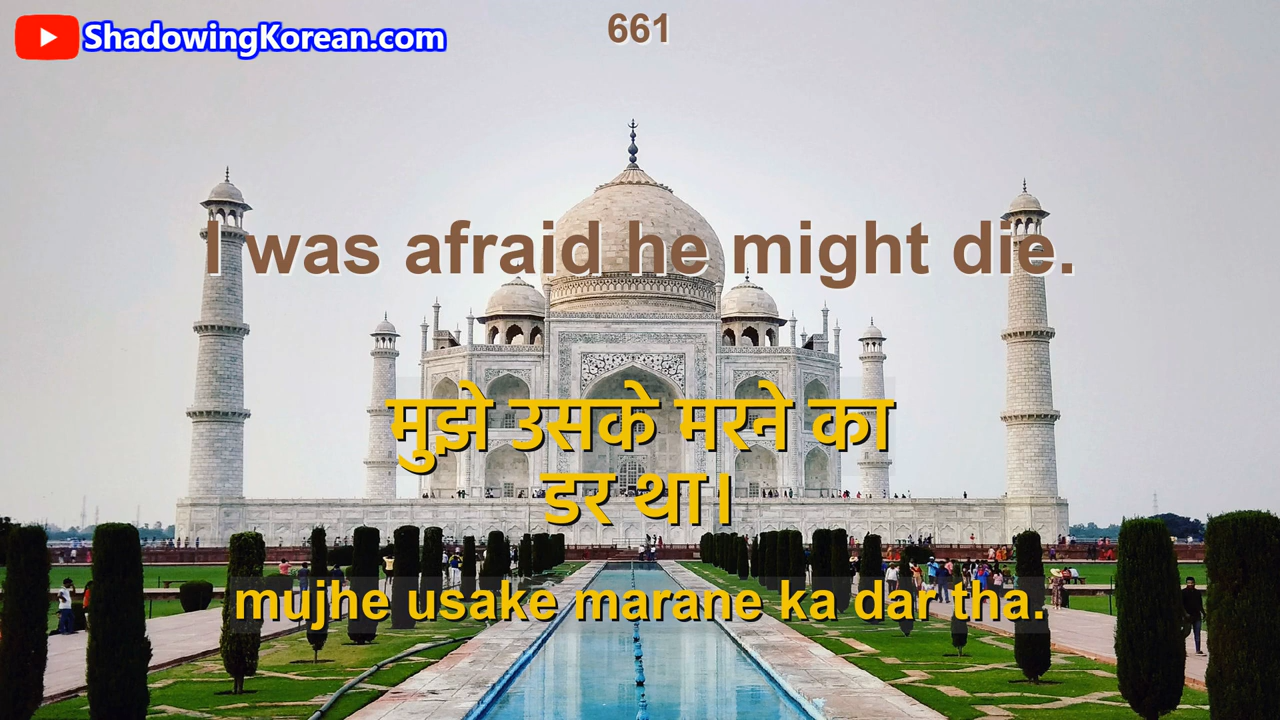 ShadowingKorean.com
661
I was afraid he might die.
मुझे उसके मरने का
डर था।
mujhe usake marane ka dar tha.